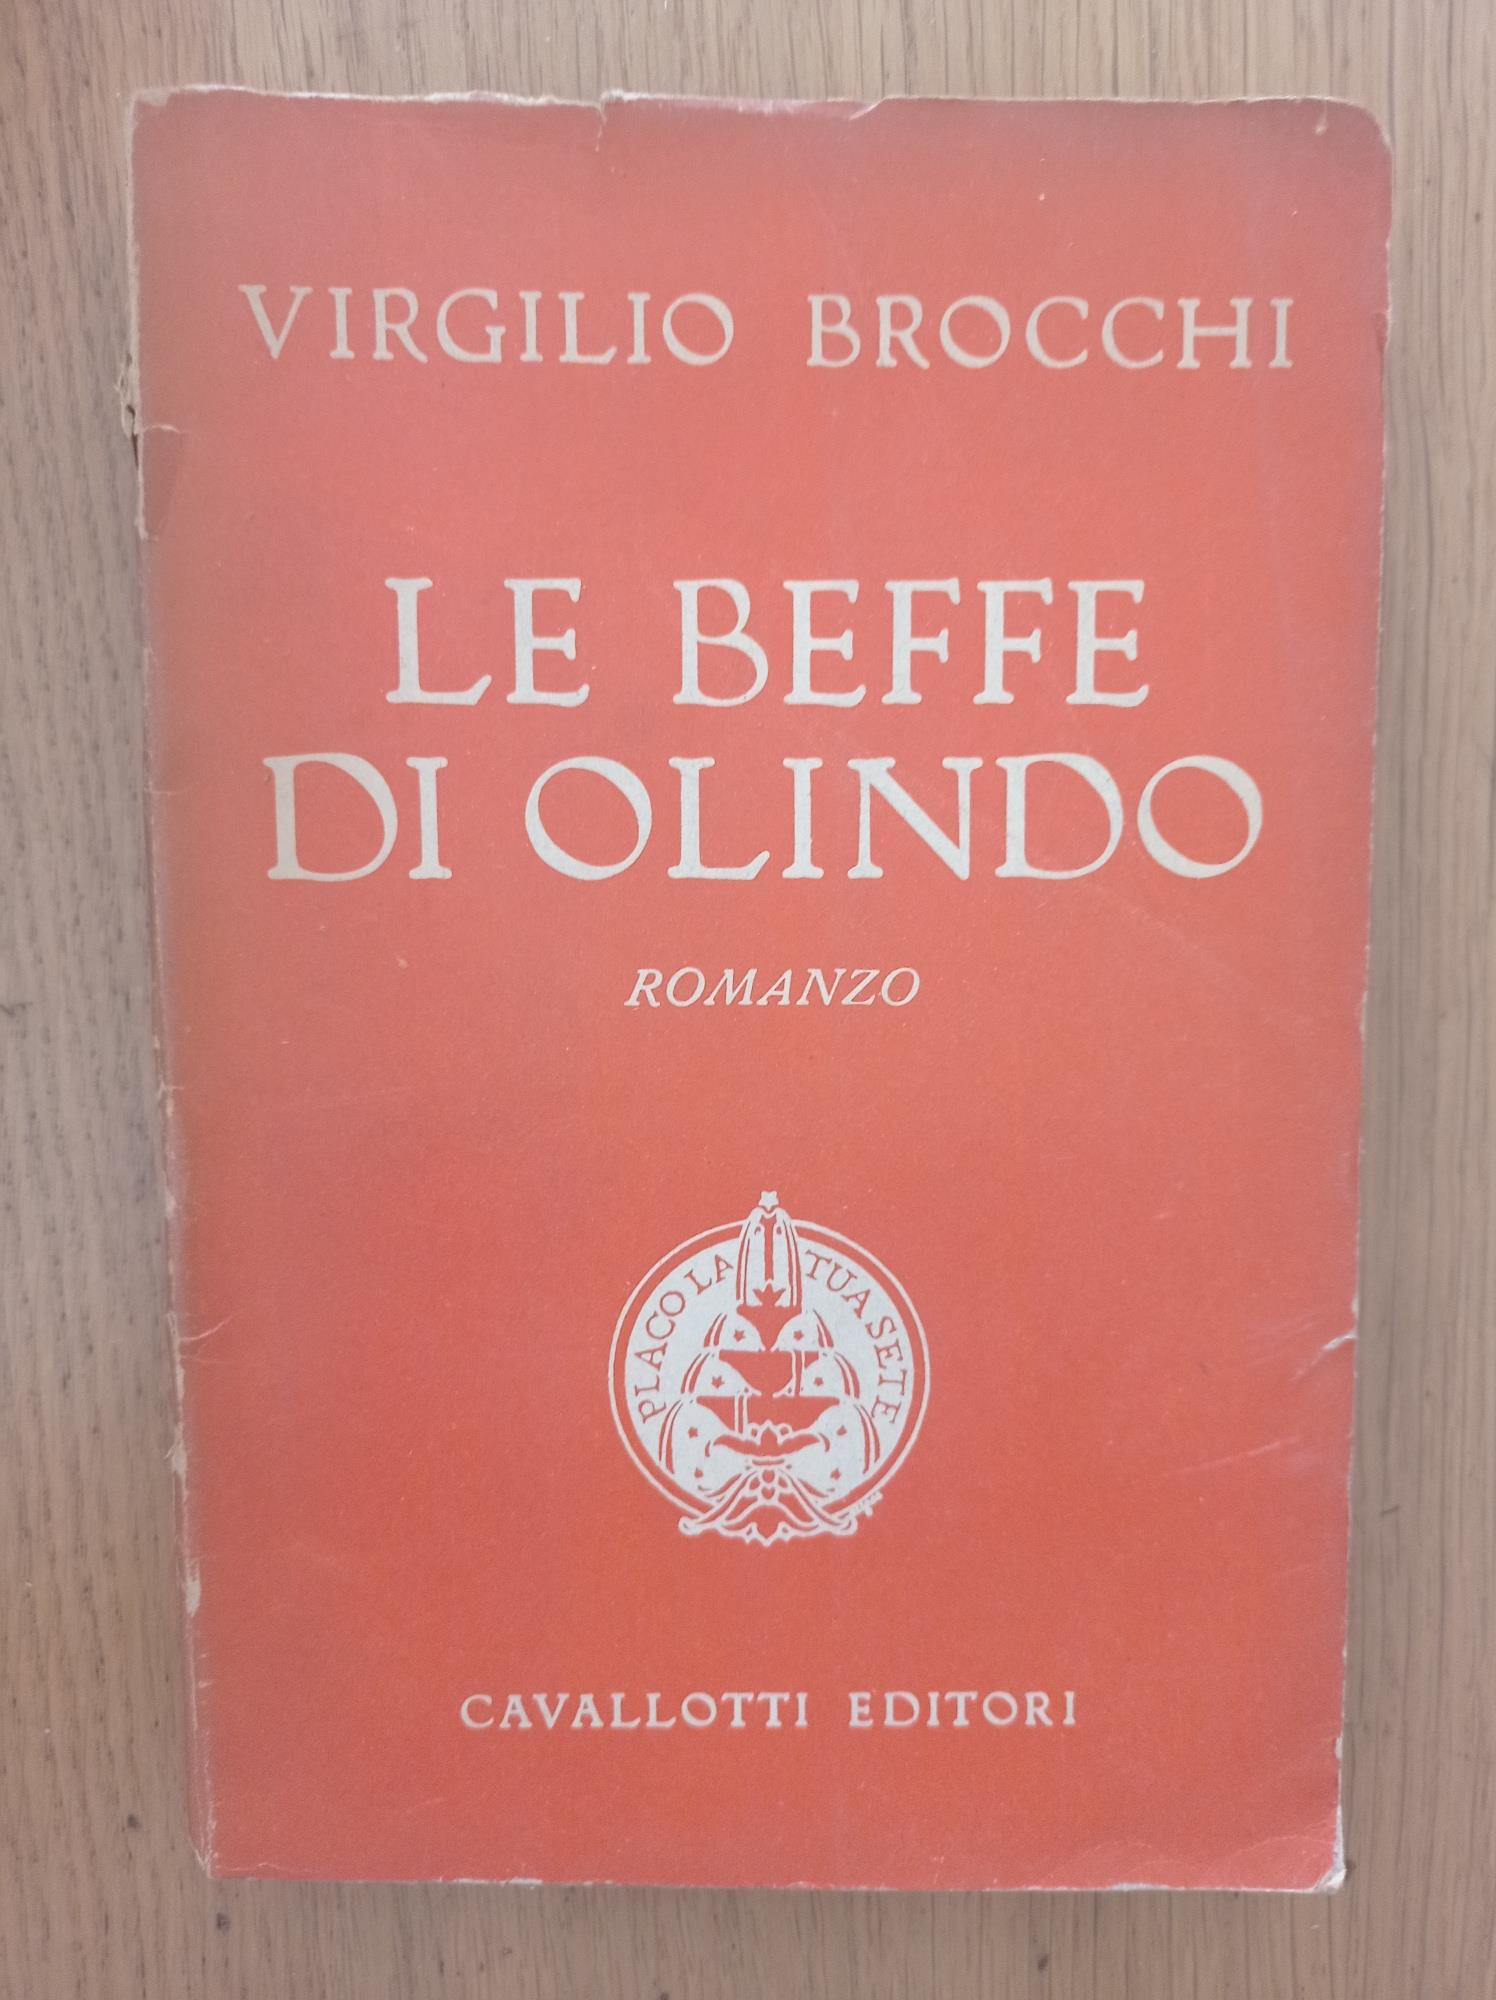 VIRGILIO BROCCHI
LE BEFFE
DI OLINDO
ROMANZO
PLACO LA TUA SETE
CAVALLOTTI EDITORI